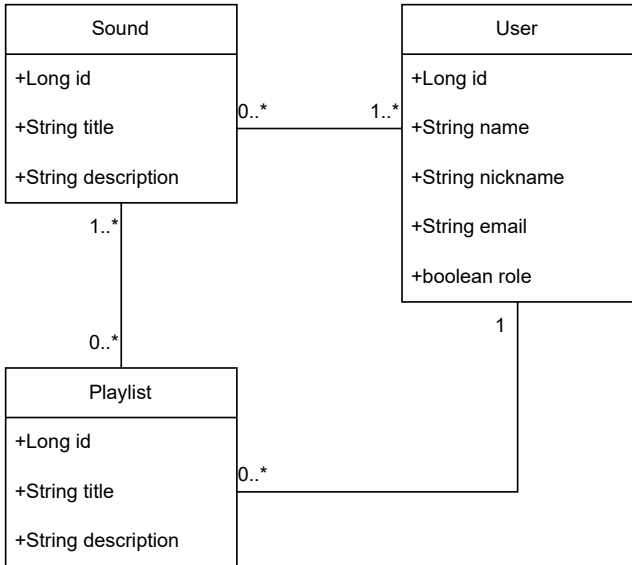 Sound
+Long id
+String title
+String description
User
+Long id
+String name
+String nickname
+String email
+boolean role
0..*
1..*
1..*
0..*
1
Playlist
+Long id
+String title
+String description
0..*